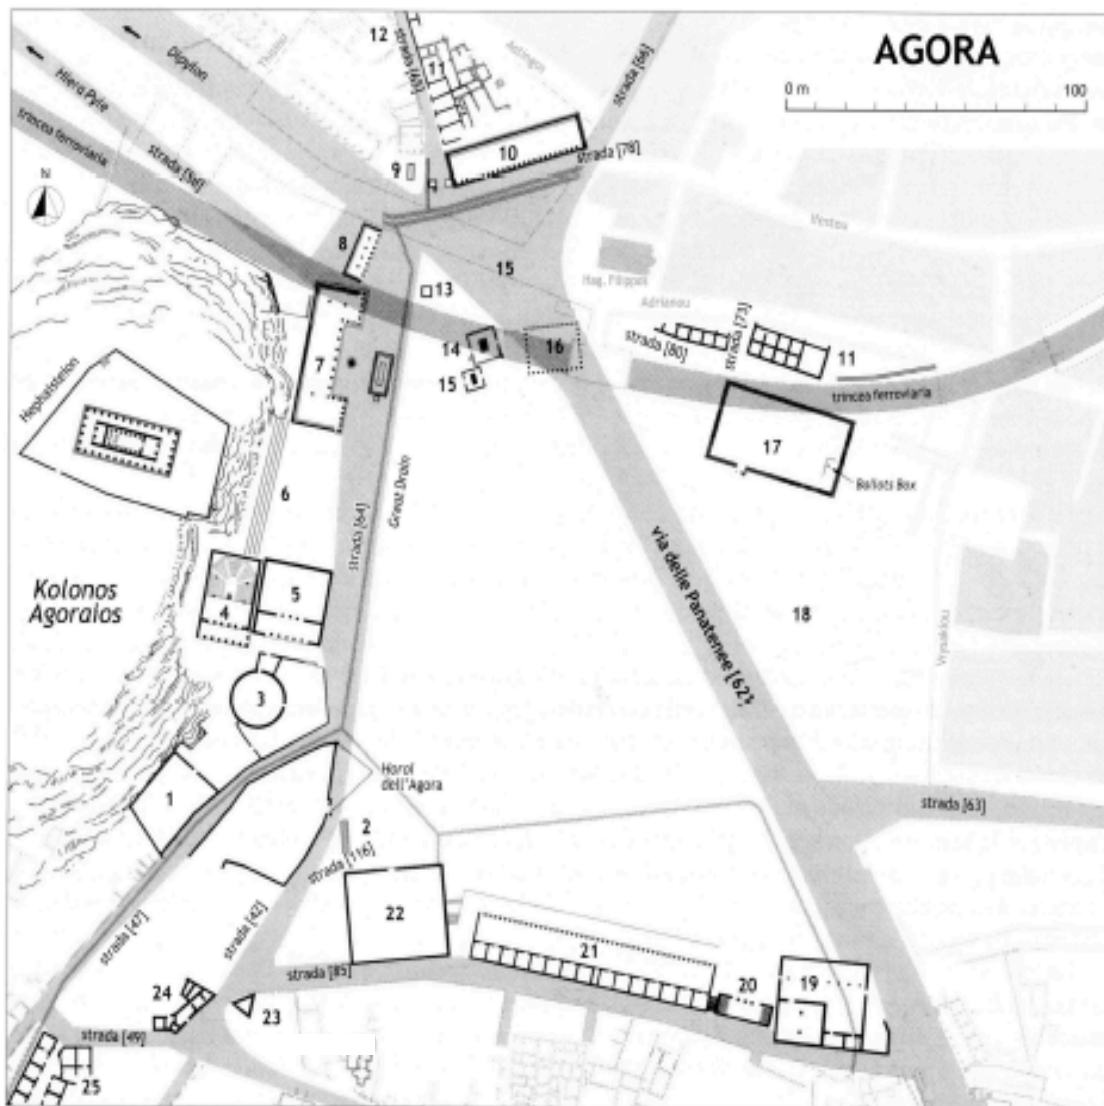 AGORA
0 m
100
12
strada [65]
strada [66]
Dipylon
Hiera Pyle
trincea ferroviaria
strada [56]
9
10
strada [78]
N
8
15
Ventou
Hag. Filippos
Adrianou
13
14
15
16
strada [80]
strada [73]
11
trincea ferroviaria
7
Hephaisteion
17
Ballots Box
6
Great Drain
strada [64]
via delle Panatenee [62]
Kolonos
Agoraios
4
5
18
Vrysakiou
3
Horoi
dell'Agora
1
2
strada [116]
strada [63]
22
strada [47]
strada [42]
strada [85]
21
20
19
24
23
strada [49]
25